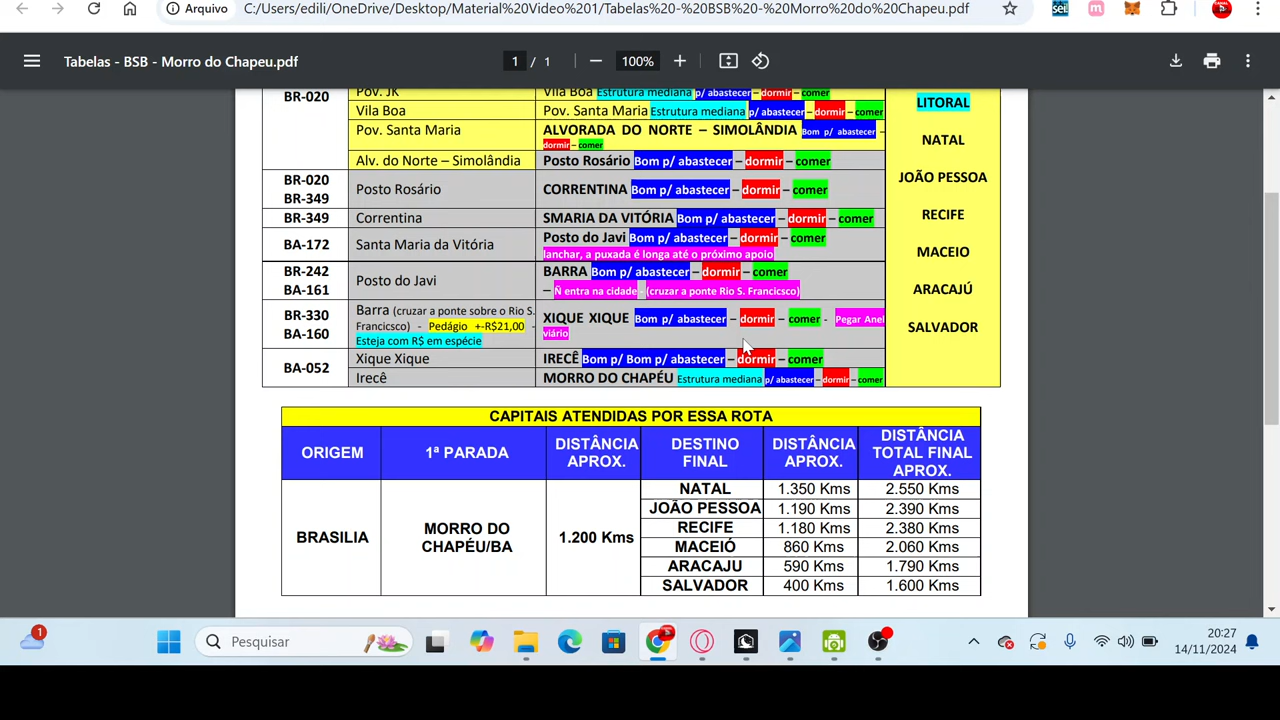 Arquivo C:/Users/edili/OneDrive/Desktop/Material%20Video%201/Tabelas%20-%20BSB%20-%20Morro%20do%20Chapeu.pdf
Tabelas - BSB - Morro do Chapeu.pdf 1 / 1 100%
BR-020
Pov. JK Vila Boa Estrutura mediana p/ abastecer – dormir – comer
Vila Boa Pov. Santa Maria Estrutura mediana p/ abastecer – dormir – comer
Pov. Santa Maria ALVORADA DO NORTE – SIMOLÂNDIA Bom p/ abastecer –
dormir – comer
Alv. do Norte – Simolândia Posto Rosário Bom p/ abastecer – dormir – comer
BR-020
BR-349
Posto Rosário CORRENTINA Bom p/ abastecer – dormir – comer
BR-349 Correntina SMARIA DA VITÓRIA Bom p/ abastecer – dormir – comer
BA-172 Santa Maria da Vitória Posto do Javi Bom p/ abastecer – dormir – comer
lanchar, a puxada é longa até o próximo apoio
BR-242
BA-161
Posto do Javi BARRA Bom p/ abastecer – dormir – comer
– Ñ entra na cidade - (cruzar a ponte Rio S. Francicsco)
BR-330
BA-160
Barra (cruzar a ponte sobre o Rio S.
Francicsco) - Pedágio +-R$21,00 -
Esteja com R$ em espécie
XIQUE XIQUE Bom p/ abastecer – dormir – comer - Pegar Anel
viário
BA-052
Xique Xique IRECÊ Bom p/ Bom p/ abastecer – dormir – comer
Irecê MORRO DO CHAPÉU Estrutura mediana p/ abastecer – dormir – comer
LITORAL
NATAL
JOÃO PESSOA
RECIFE
MACEIO
ARACAJÚ
SALVADOR
CAPITAIS ATENDIDAS POR ESSA ROTA
ORIGEM 1ª PARADA DISTÂNCIA APROX. DESTINO FINAL DISTÂNCIA APROX. DISTÂNCIA TOTAL FINAL APROX.
BRASILIA MORRO DO CHAPÉU/BA 1.200 Kms
NATAL 1.350 Kms 2.550 Kms
JOÃO PESSOA 1.190 Kms 2.390 Kms
RECIFE 1.180 Kms 2.380 Kms
MACEIÓ 860 Kms 2.060 Kms
ARACAJU 590 Kms 1.790 Kms
SALVADOR 400 Kms 1.600 Kms
1 Pesquisar 20:27
14/11/2024